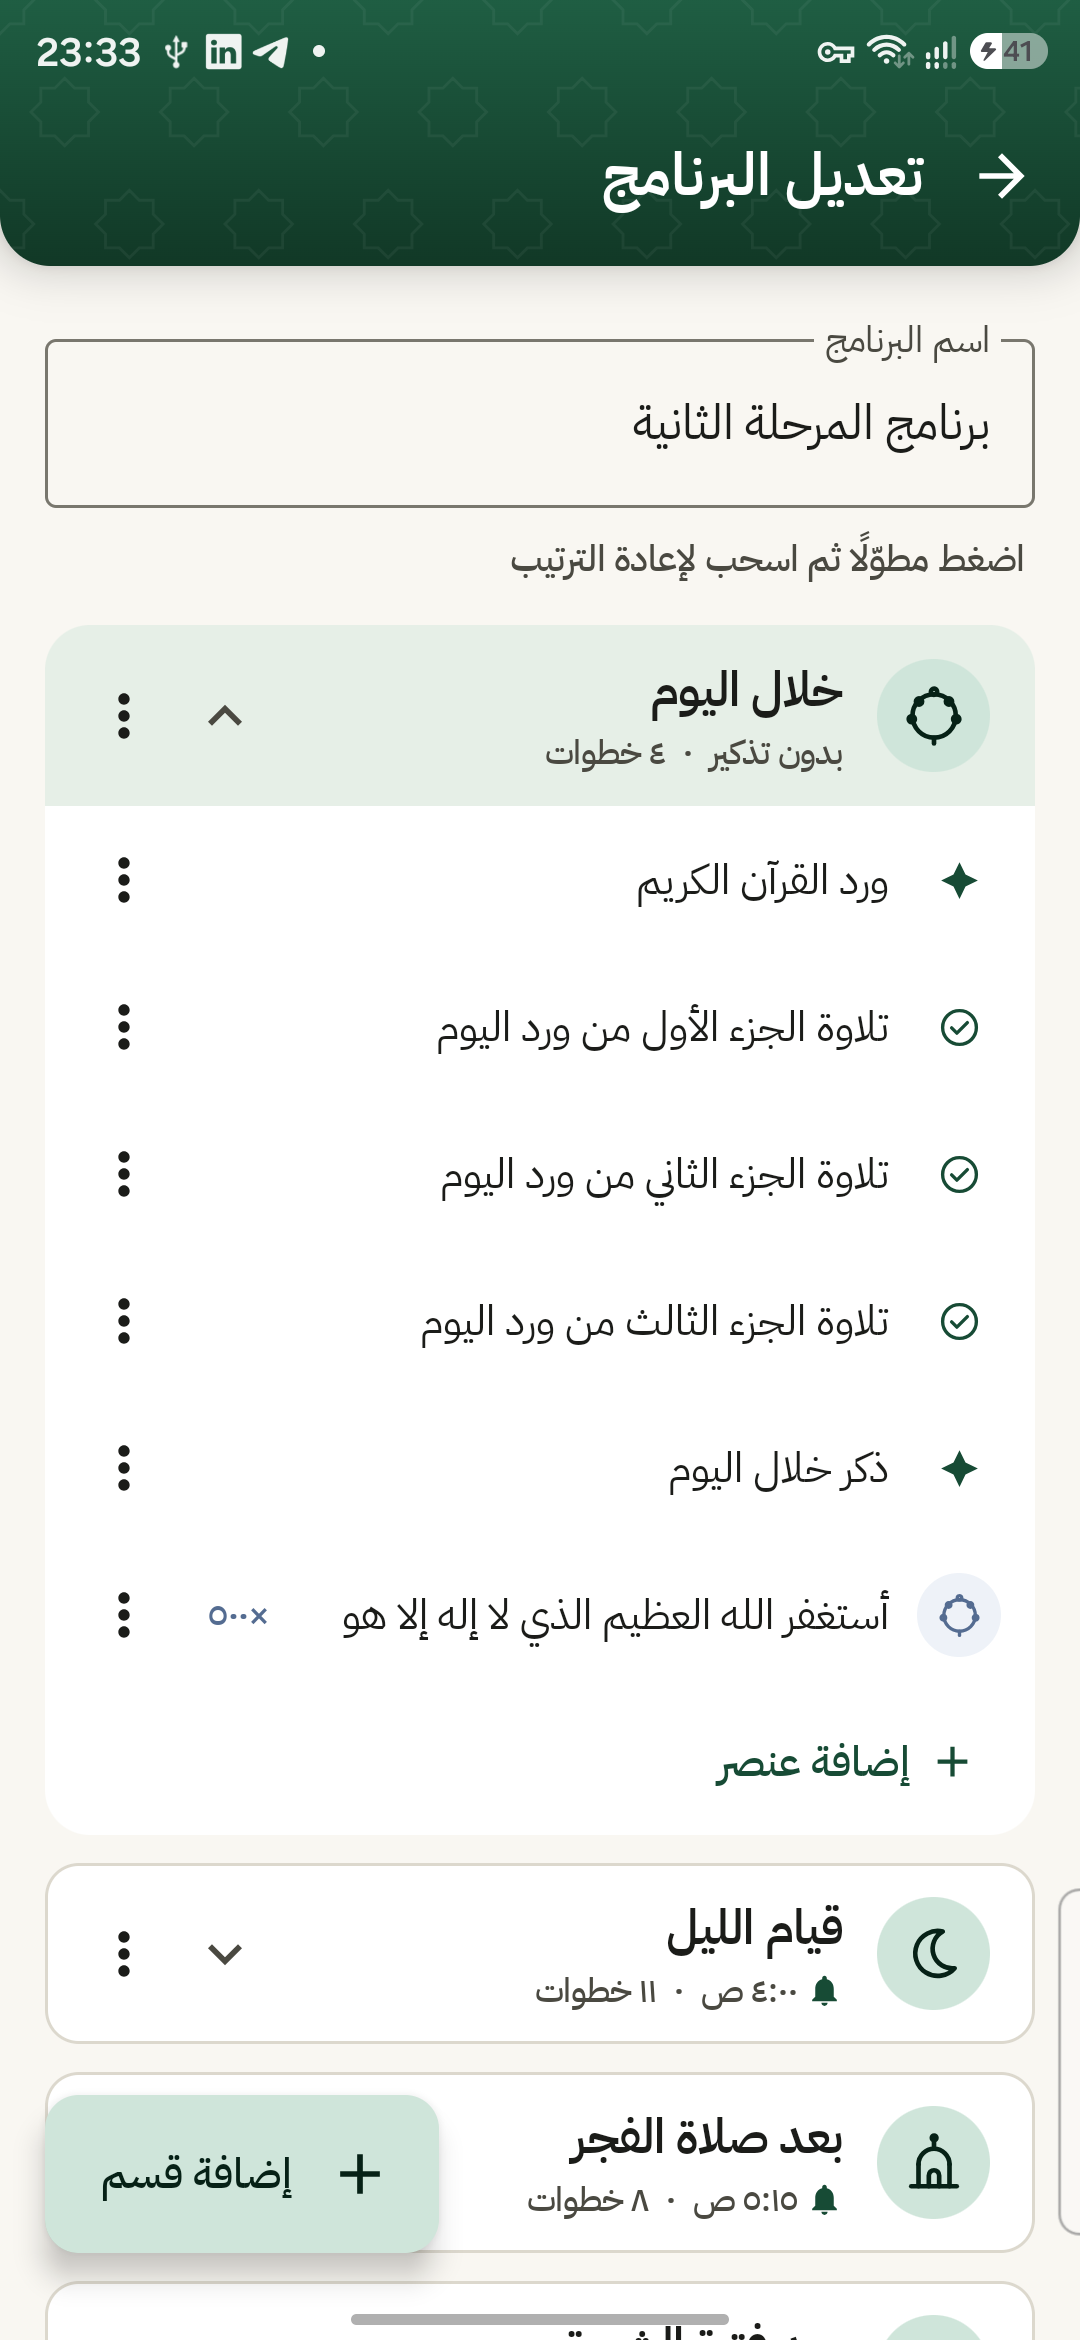 23:33
41
تعديل البرنامج
اسم البرنامج
برنامج المرحلة الثانية
اضغط مطوّلًا ثم اسحب لإعادة الترتيب
خلال اليوم
بدون تذكير · ٤ خطوات
ورد القرآن الكريم
تلاوة الجزء الأول من ورد اليوم
تلاوة الجزء الثاني من ورد اليوم
تلاوة الجزء الثالث من ورد اليوم
ذكر خلال اليوم
أستغفر الله العظيم الذي لا إله إلا هو
×٥٠٠
إضافة عنصر
قيام الليل
٤:٠٠ ص · ١١ خطوات
بعد صلاة الفجر
٥:١٥ ص · ٨ خطوات
إضافة قسم